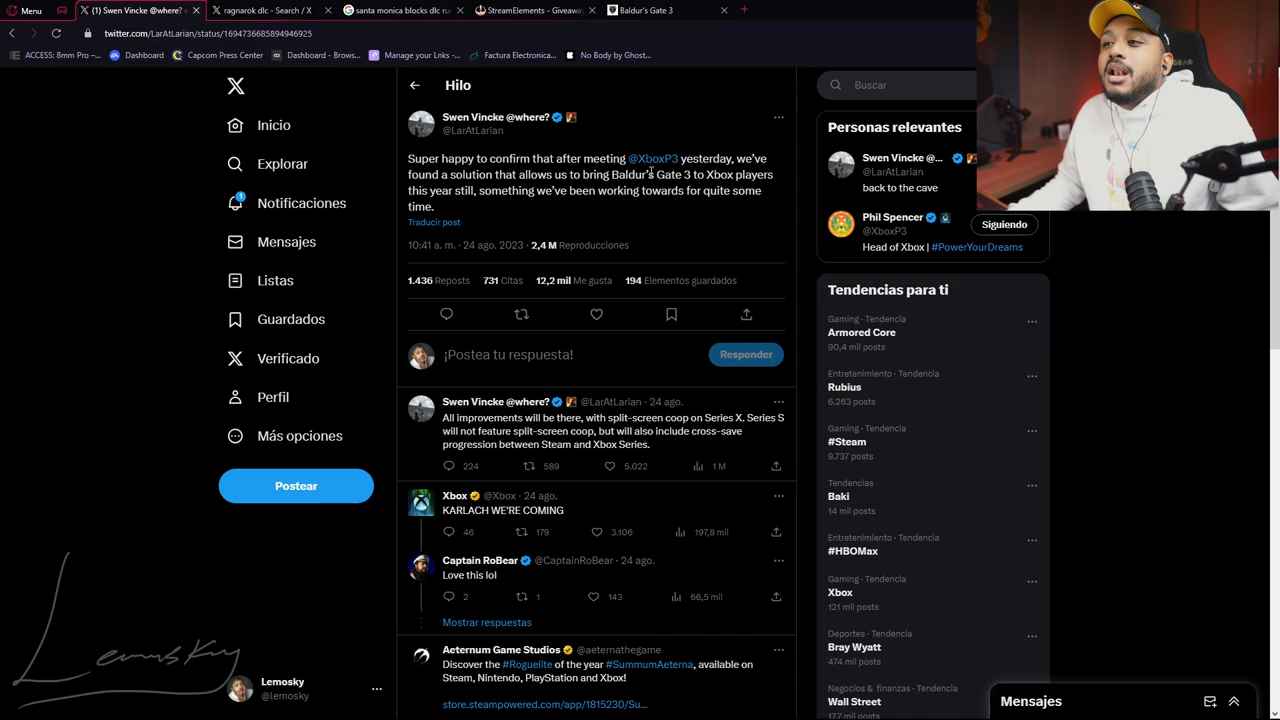 Menu
(1) Swen Vincke @where? o
ragnarok dlc - Search / X
santa monica blocks dlc ru
StreamElements - Giveaway
Baldur's Gate 3
twitter.com/LarAtLarian/status/1694736685894946925
ACCESS: 8mm Pro –...
Dashboard
Capcom Press Center
Dashboard - Brows...
Manage your Lnks -...
Factura Electronica...
No Body by Ghost...
Inicio
Explorar
Notificaciones
Mensajes
Listas
Guardados
Verificado
Perfil
Más opciones
Postear
Lemosky
Lemosky
@lemosky
Hilo
Swen Vincke @where?
@LarAtLarian
Super happy to confirm that after meeting @XboxP3 yesterday, we've
found a solution that allows us to bring Baldur's Gate 3 to Xbox players
this year still, something we've been working towards for quite some
time.
Traducir post
10:41 a. m. · 24 ago. 2023 · 2,4 M Reproducciones
1.436 Reposts 731 Citas 12,2 mil Me gusta 194 Elementos guardados
¡Postea tu respuesta!
Responder
Swen Vincke @where? @LarAtLarian · 24 ago.
All improvements will be there, with split-screen coop on Series X. Series S
will not feature split-screen coop, but will also include cross-save
progression between Steam and Xbox Series.
224 589 5.022 1 M
Xbox @Xbox · 24 ago.
KARLACH WE'RE COMING
46 179 3.106 197,8 mil
Captain RoBear @CaptainRoBear · 24 ago.
Love this lol
2 1 143 66,5 mil
Mostrar respuestas
Aeternum Game Studios @aeternathegame
Discover the #Roguelite of the year #SummumAeterna, available on
Steam, Nintendo, PlayStation and Xbox!
store.steampowered.com/app/1815230/Su...
Buscar
Personas relevantes
Swen Vincke @...
@LarAtLarian
back to the cave
Phil Spencer
@XboxP3
Siguiendo
Head of Xbox | #PowerYourDreams
Tendencias para ti
Gaming · Tendencia
Armored Core
90,4 mil posts
Entretenimiento · Tendencia
Rubius
6.263 posts
Gaming · Tendencia
#Steam
9.737 posts
Tendencias
Baki
14 mil posts
Entretenimiento · Tendencia
#HBOMax
Gaming · Tendencia
Xbox
121 mil posts
Deportes · Tendencia
Bray Wyatt
474 mil posts
Negocios & finanzas · Tendencia
Wall Street
17,7 mil posts
Mensajes